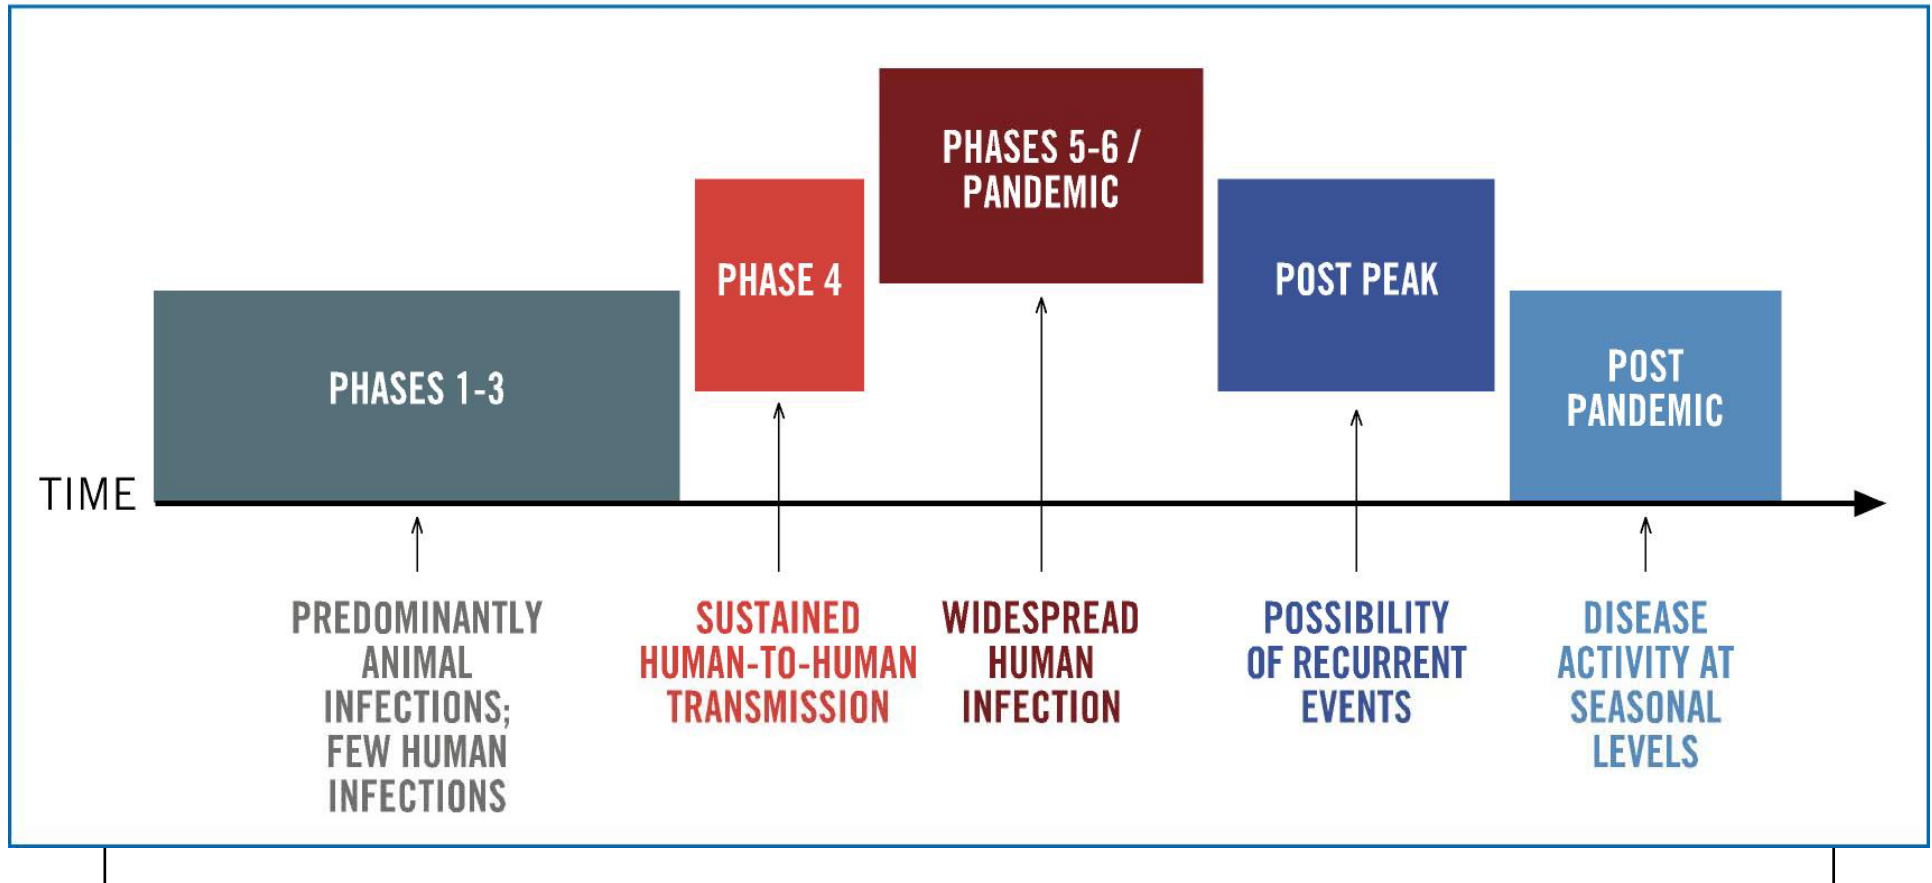 PHASES 5-6 /
PANDEMIC
PHASE 4
POST PEAK
PHASES 1-3
POST
PANDEMIC
TIME
PREDOMINANTLY
ANIMAL
INFECTIONS;
FEW HUMAN
INFECTIONS
SUSTAINED
HUMAN-TO-HUMAN
TRANSMISSION
WIDESPREAD
HUMAN
INFECTION
POSSIBILITY
OF RECURRENT
EVENTS
DISEASE
ACTIVITY AT
SEASONAL
LEVELS